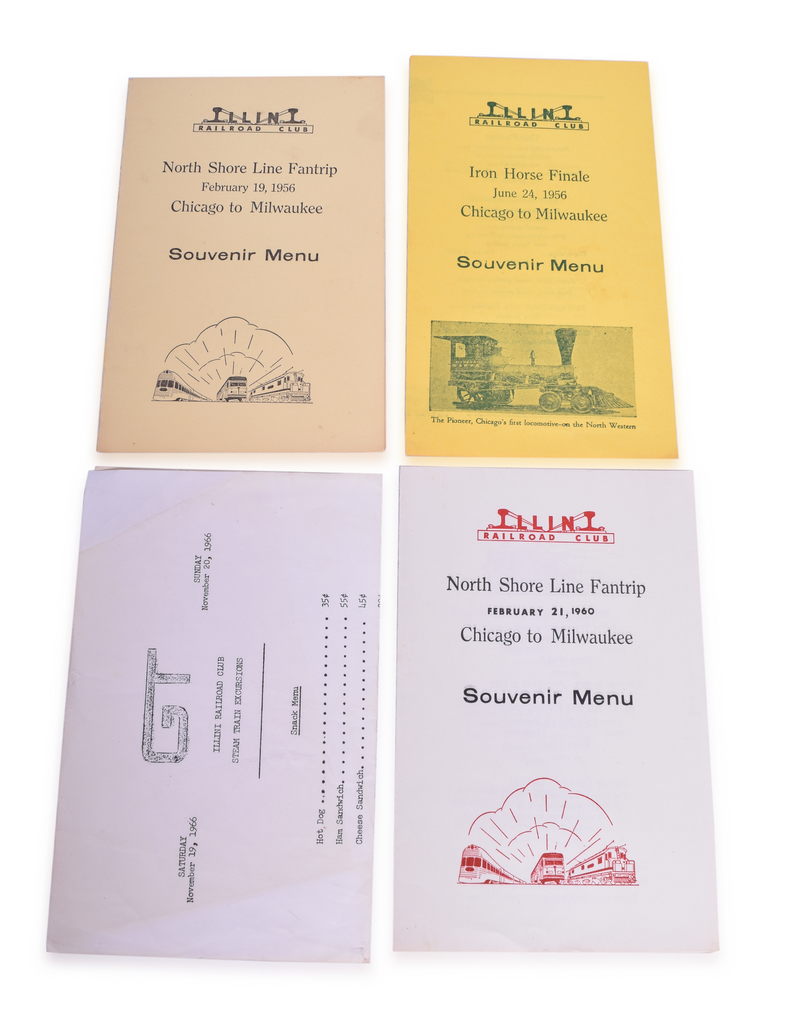 ILLINI
RAILROAD CLUB
North Shore Line Fantrip
February 19, 1956
Chicago to Milwaukee
Souvenir Menu
ILLINI
RAILROAD CLUB
Iron Horse Finale
June 24, 1956
Chicago to Milwaukee
Souvenir Menu
The Pioneer, Chicago's first locomotive-on the North Western
SATURDAY
November 19, 1966
SUNDAY
November 20, 1966
GT
ILLINI RAILROAD CLUB
STEAM TRAIN EXCURSIONS
Snack Menu
Hot Dog ........................ 35¢
Ham Sandwich........................ 55¢
Cheese Sandwich........................ 45¢
ILLINI
RAILROAD CLUB
North Shore Line Fantrip
FEBRUARY 21, 1960
Chicago to Milwaukee
Souvenir Menu